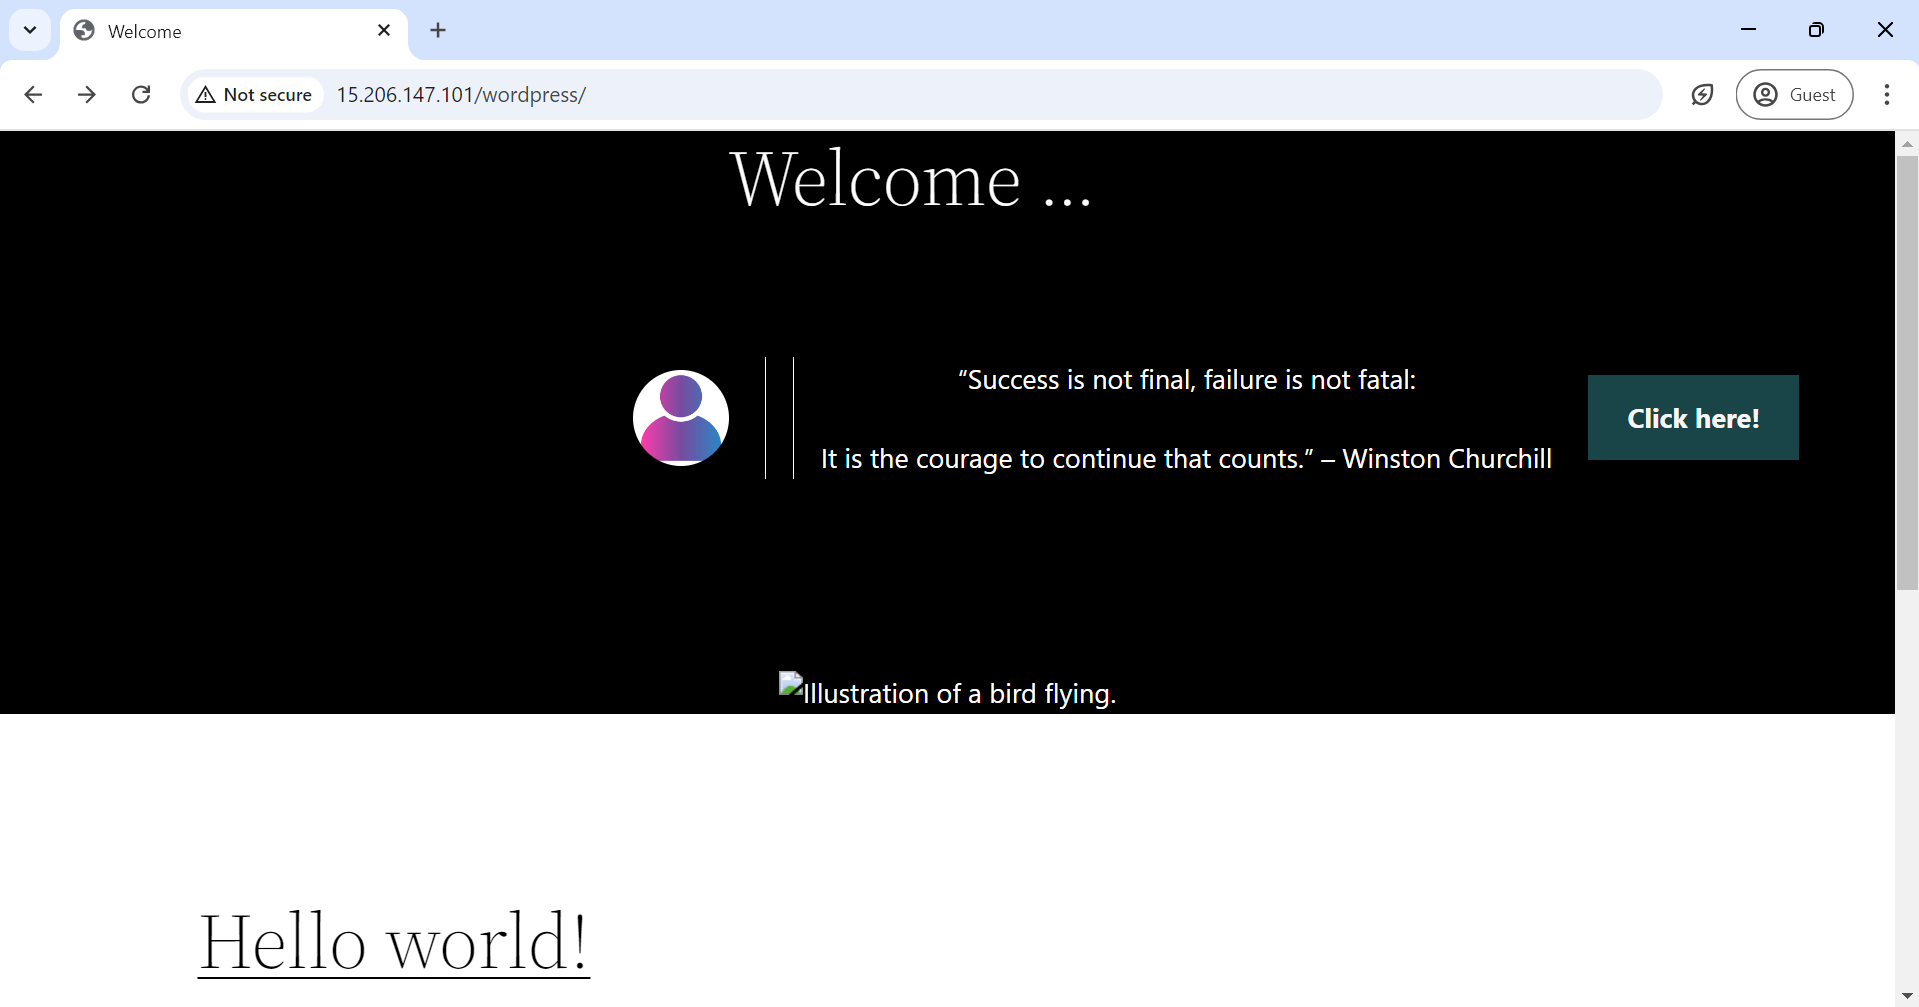 Welcome
Not secure
15.206.147.101/wordpress/
Guest
Welcome ...
“Success is not final, failure is not fatal:
It is the courage to continue that counts.” – Winston Churchill
Click here!
Illustration of a bird flying.
Hello world!